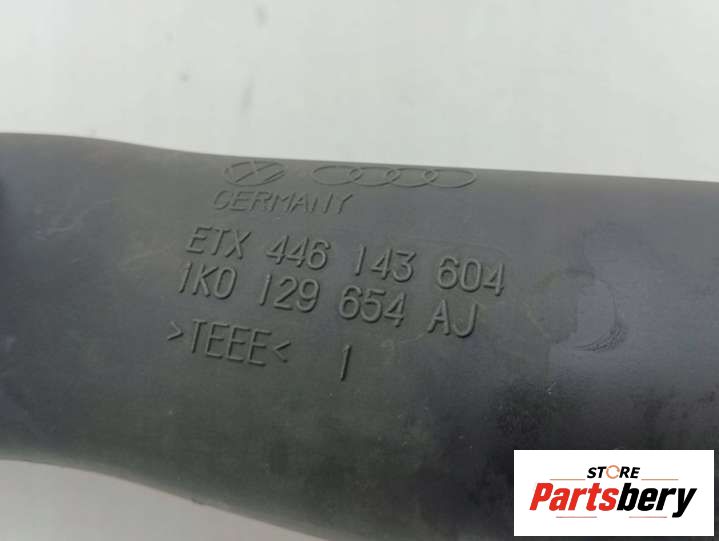 GERMANY
ETX 446 143 604
1K0 129 654 AJ
>TEEE< 1
STORE
Partsbery